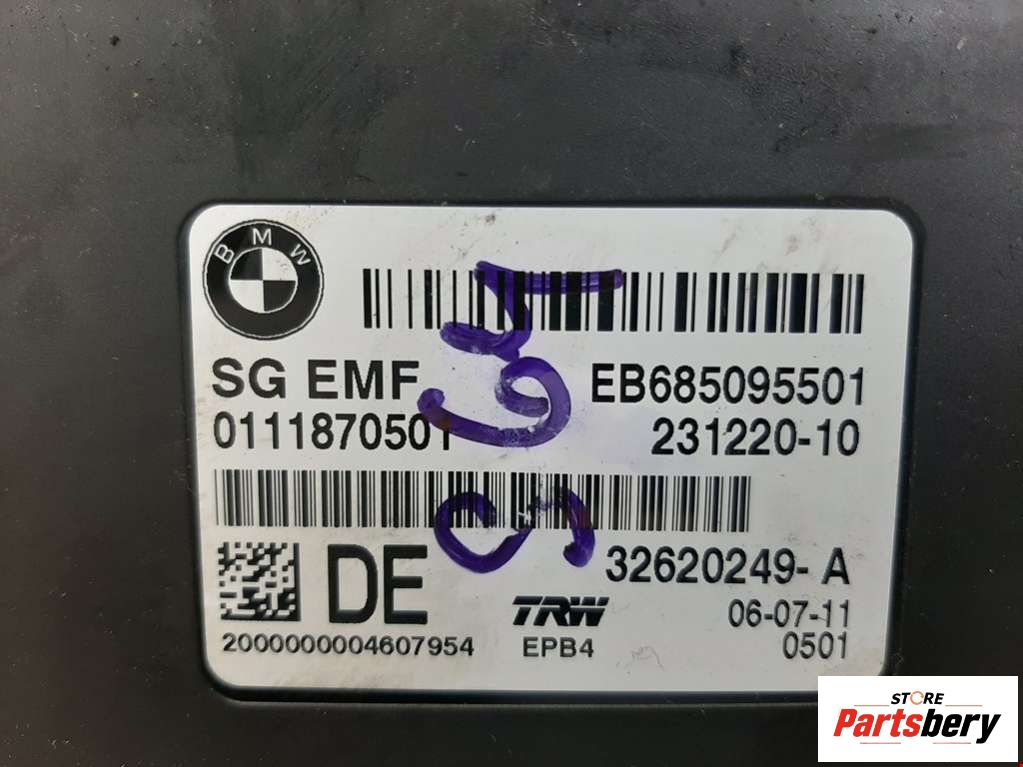 BMW
SG EMF
EB685095501
0111870501
231220-10
DE
32620249-A
TRW
06-07-11
2000000004607954
EPB4
0501
STORE
Partsbery